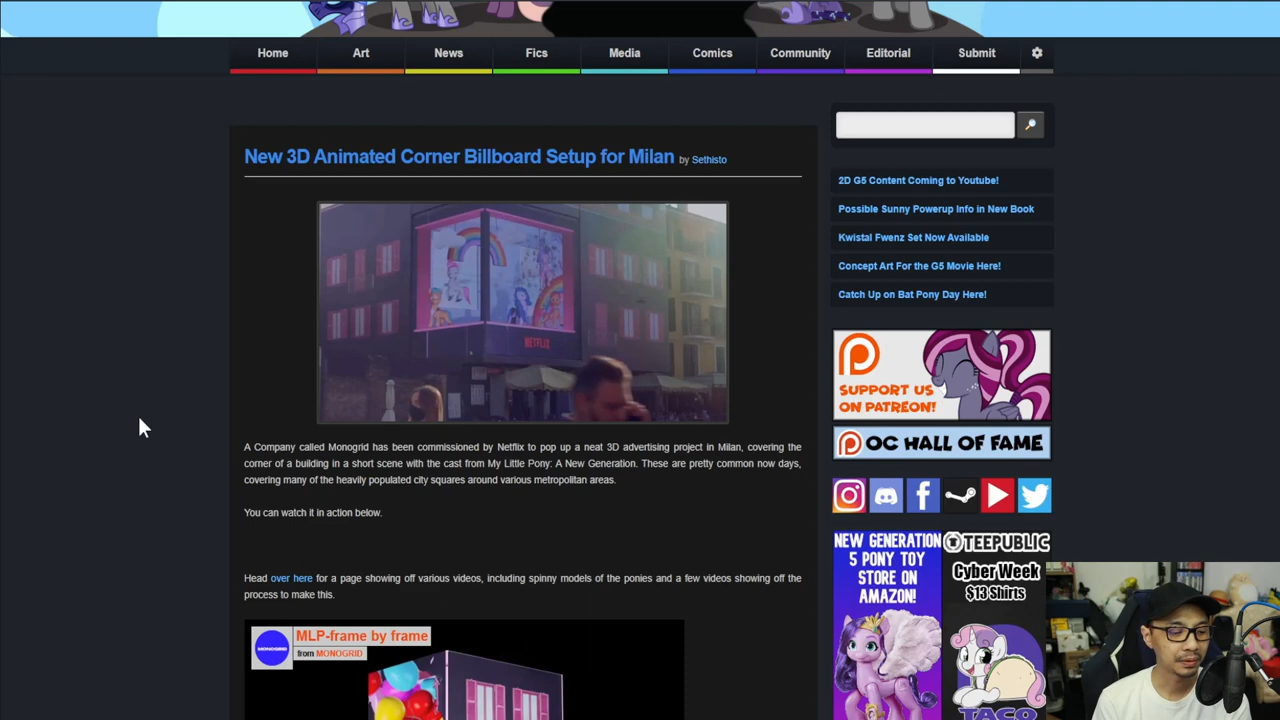 Home Art News Fics Media Comics Community Editorial Submit
New 3D Animated Corner Billboard Setup for Milan by Sethisto
NETFLIX
A Company called Monogrid has been commissioned by Netflix to pop up a neat 3D advertising project in Milan, covering the
corner of a building in a short scene with the cast from My Little Pony: A New Generation. These are pretty common now days,
covering many of the heavily populated city squares around various metropolitan areas.
You can watch it in action below.
Head over here for a page showing off various videos, including spinny models of the ponies and a few videos showing off the
process to make this.
MONOGRID
MLP-frame by frame
from MONOGRID
2D G5 Content Coming to Youtube!
Possible Sunny Powerup Info in New Book
Kwistal Fwenz Set Now Available
Concept Art For the G5 Movie Here!
Catch Up on Bat Pony Day Here!
SUPPORT US
ON PATREON!
OC HALL OF FAME
NEW GENERATION
5 PONY TOY
STORE ON
AMAZON!
TEEPUBLIC
Cyber Week
$13 Shirts
TACO